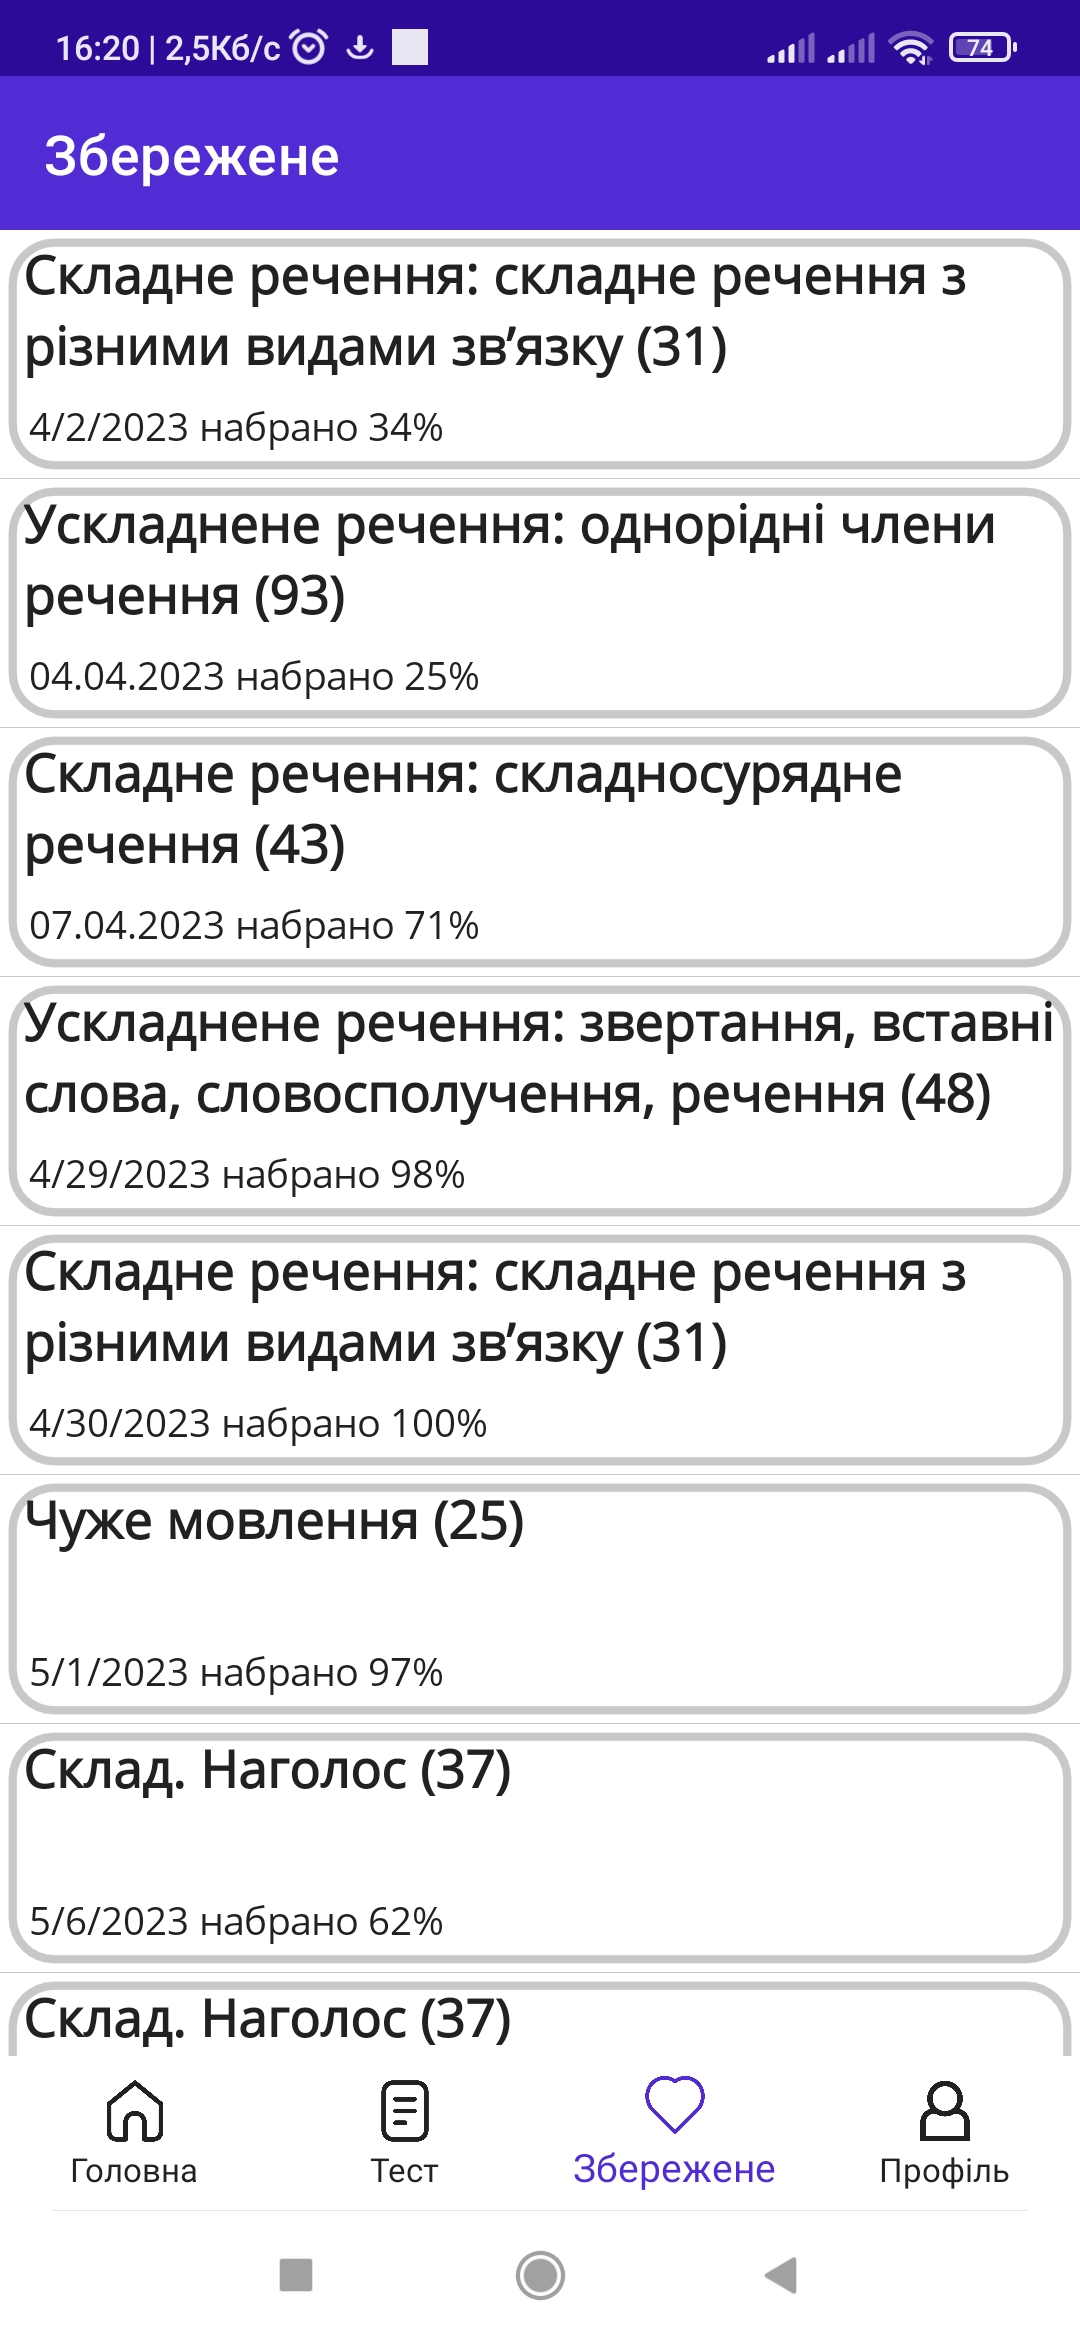 16:20 | 2,5Кб/с
74
Збережене
Складне речення: складне речення з
різними видами зв’язку (31)
4/2/2023 набрано 34%
Ускладнене речення: однорідні члени
речення (93)
04.04.2023 набрано 25%
Складне речення: складносурядне
речення (43)
07.04.2023 набрано 71%
Ускладнене речення: звертання, вставні
слова, словосполучення, речення (48)
4/29/2023 набрано 98%
Складне речення: складне речення з
різними видами зв’язку (31)
4/30/2023 набрано 100%
Чуже мовлення (25)
5/1/2023 набрано 97%
Склад. Наголос (37)
5/6/2023 набрано 62%
Склад. Наголос (37)
Головна
Тест
Збережене
Профіль